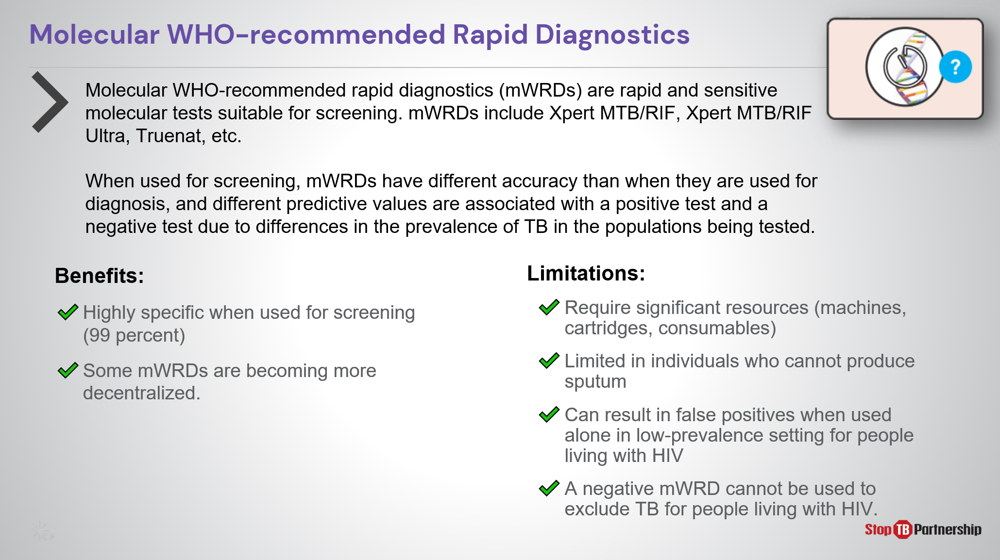 Molecular WHO-recommended Rapid Diagnostics
?
Molecular WHO-recommended rapid diagnostics (mWRDs) are rapid and sensitive
molecular tests suitable for screening. mWRDs include Xpert MTB/RIF, Xpert MTB/RIF
Ultra, Truenat, etc.
When used for screening, mWRDs have different accuracy than when they are used for
diagnosis, and different predictive values are associated with a positive test and a
negative test due to differences in the prevalence of TB in the populations being tested.
Benefits:
Highly specific when used for screening
(99 percent)
Some mWRDs are becoming more
decentralized.
Limitations:
Require significant resources (machines,
cartridges, consumables)
Limited in individuals who cannot produce
sputum
Can result in false positives when used
alone in low-prevalence setting for people
living with HIV
A negative mWRD cannot be used to
exclude TB for people living with HIV.
ICF
Stop TB Partnership